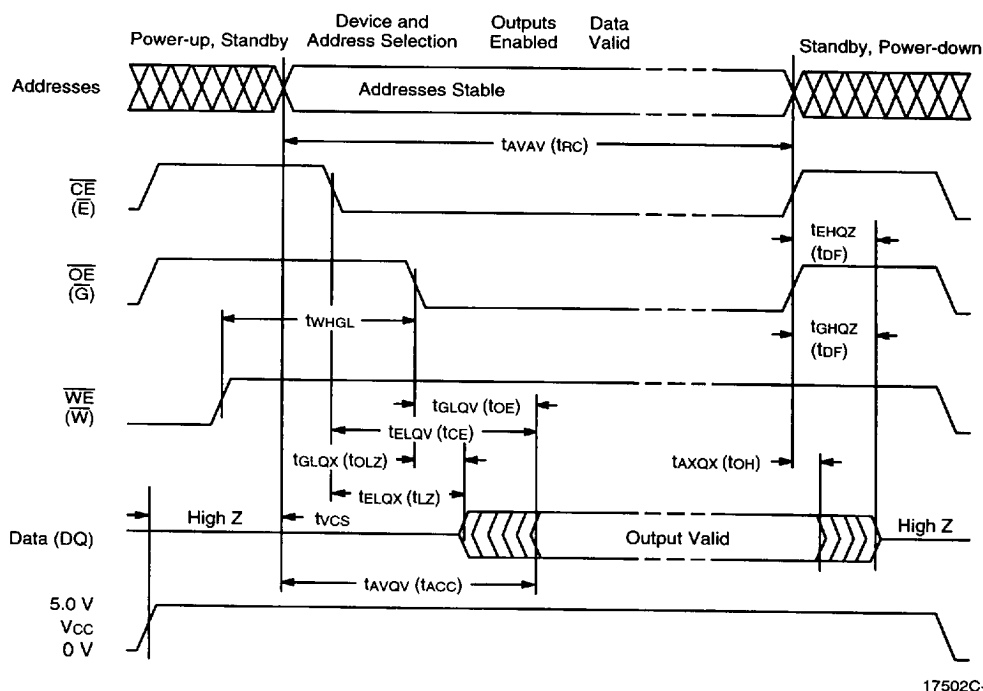 Power-up, Standby
Device and
Address Selection
Outputs
Enabled
Data
Valid
Standby, Power-down
Addresses
Addresses Stable
tAVAV (tRC)
CE
(E)
tEHQZ
(tDF)
OE
(G)
tWHGL
tGHQZ
(tDF)
WE
(W)
tGLQV (tOE)
tELQV (tCE)
tGLQX (tOLZ)
tAXQX (tOH)
tELQX (tLZ)
High Z
tVCS
Data (DQ)
Output Valid
High Z
tAVQV (tACC)
5.0 V
VCC
0 V
17502C-